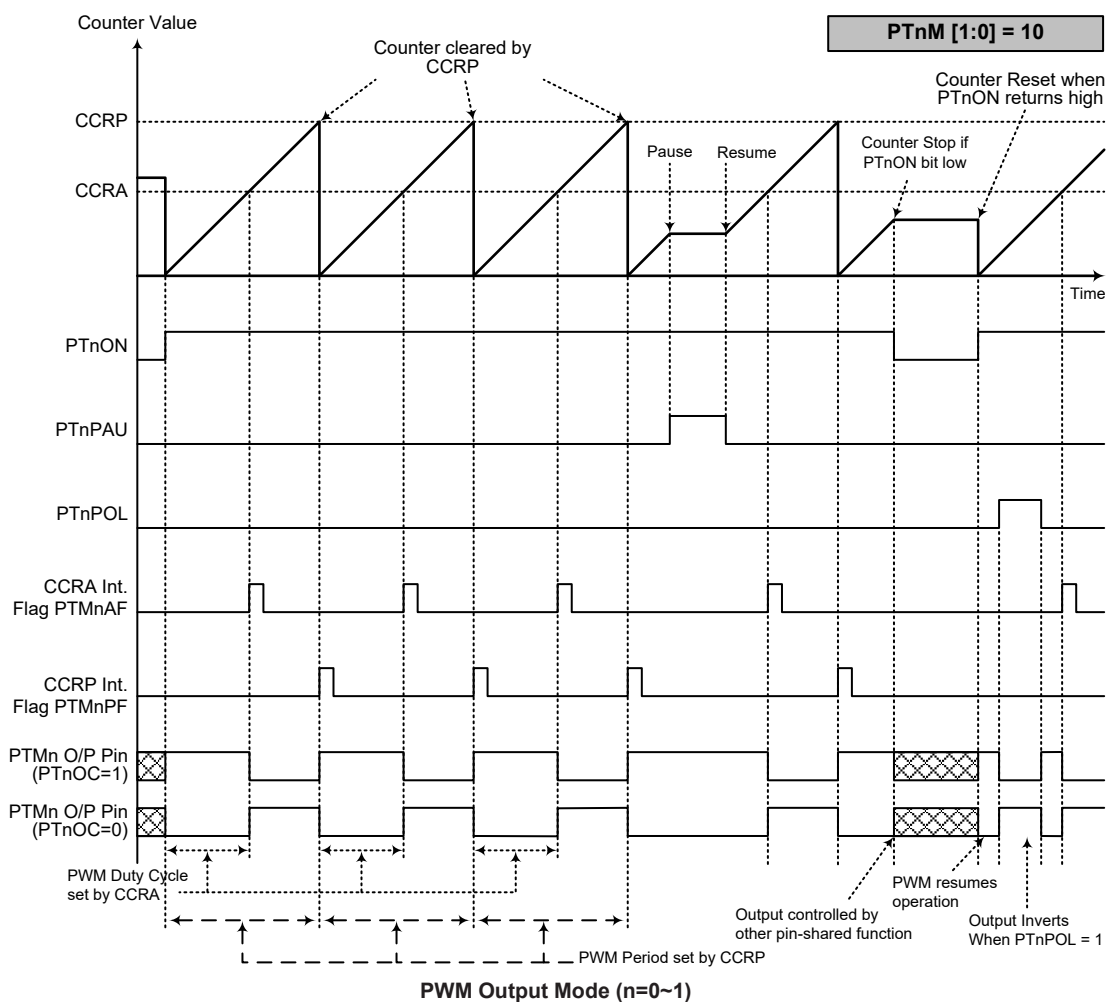 Counter Value
PTnM [1:0] = 10
Counter cleared by
CCRP
Counter Reset when
PTnON returns high
CCRP
Pause
Resume
Counter Stop if
PTnON bit low
CCRA
Time
PTnON
PTnPAU
PTnPOL
CCRA Int.
Flag PTMnAF
CCRP Int.
Flag PTMnPF
PTMn O/P Pin
(PTnOC=1)
PTMn O/P Pin
(PTnOC=0)
PWM Duty Cycle
set by CCRA
PWM resumes
operation
Output controlled by
other pin-shared function
Output Inverts
When PTnPOL = 1
PWM Period set by CCRP
PWM Output Mode (n=0~1)